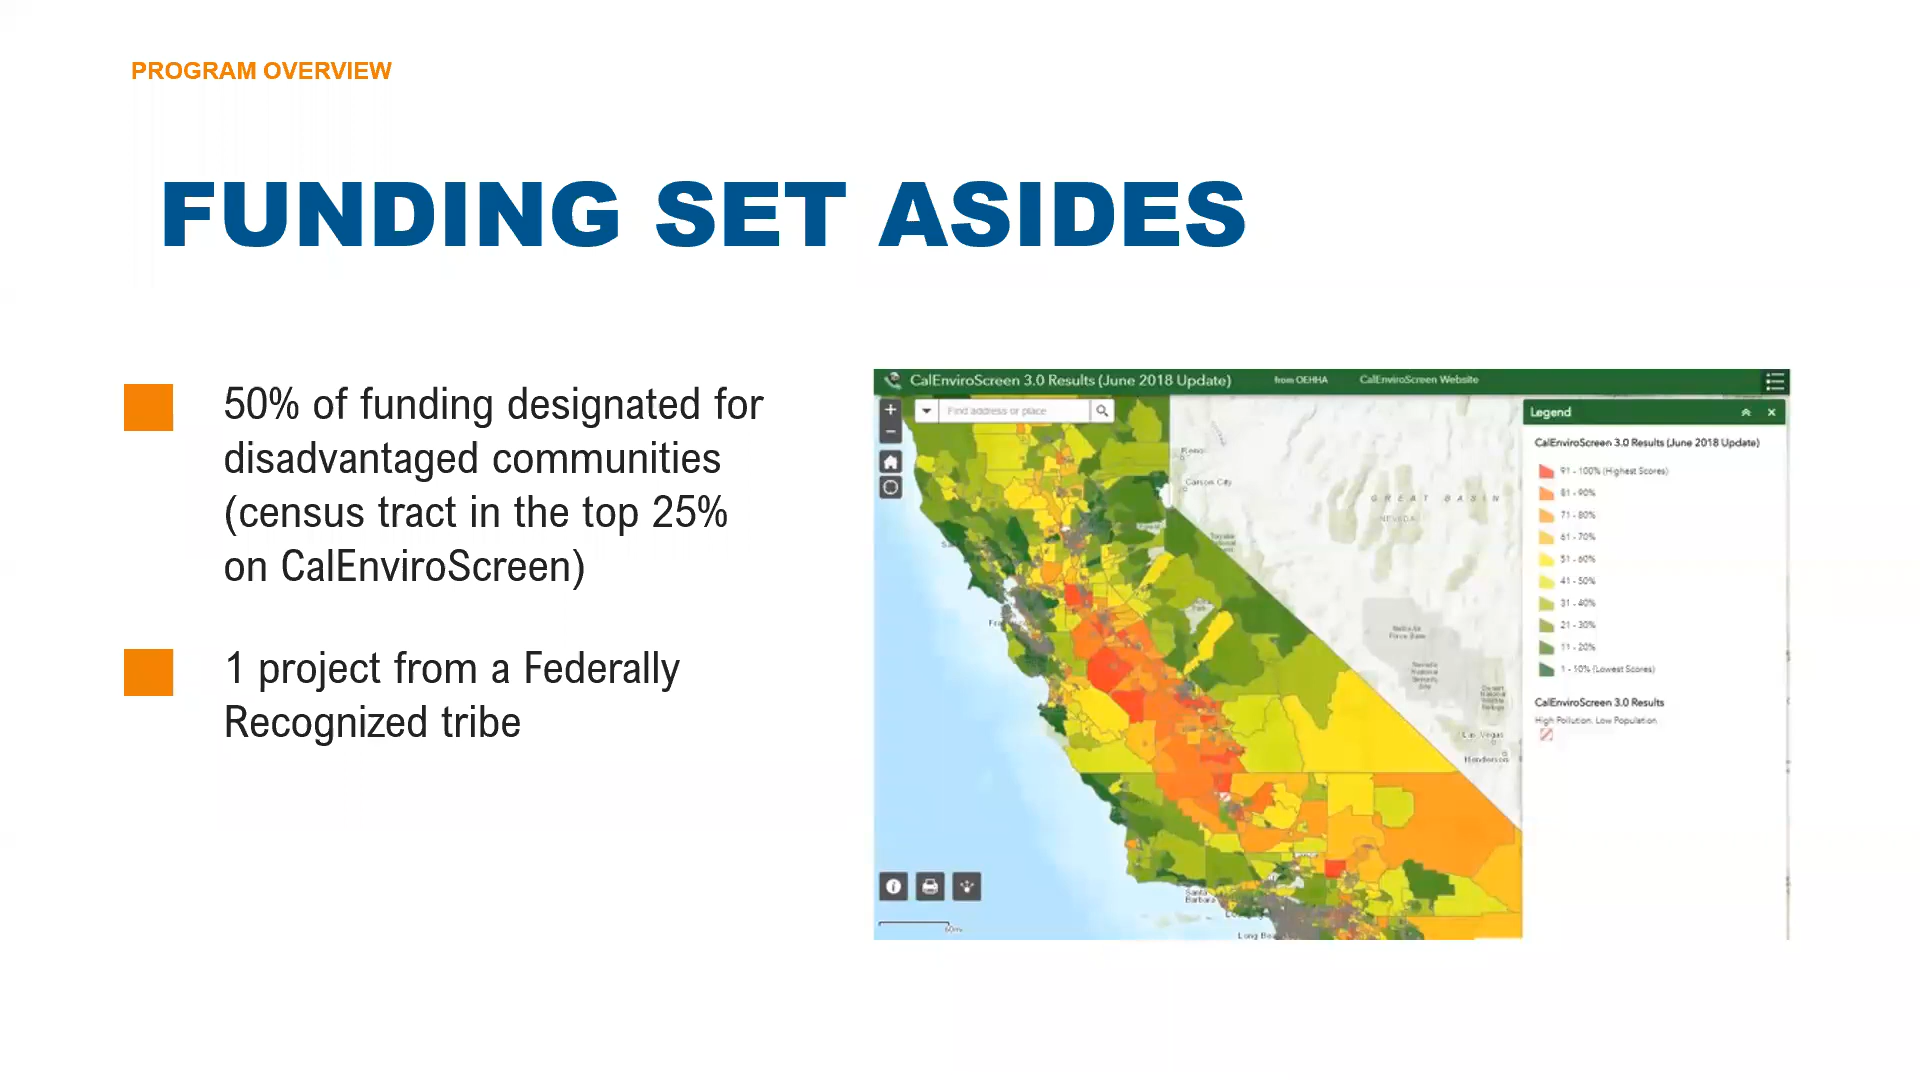 PROGRAM OVERVIEW
FUNDING SET ASIDES
50% of funding designated for
disadvantaged communities
(census tract in the top 25%
on CalEnviroScreen)
1 project from a Federally
Recognized tribe
CalEnviroScreen 3.0 Results (June 2018 Update)
from OEHHA
CalEnviroScreen Website
+
−
Find address or place
Legend
CalEnviroScreen 3.0 Results (June 2018 Update)
91 - 100% (Highest Scores)
81 - 90%
71 - 80%
61 - 70%
51 - 60%
41 - 50%
31 - 40%
21 - 30%
11 - 20%
1 - 10% (Lowest Scores)
CalEnviroScreen 3.0 Results
High Pollution, Low Population
Reno
Carson City
GREAT BASIN
NEVADA
Las Vegas
Henderson
Santa
Barbara
Long
60mi